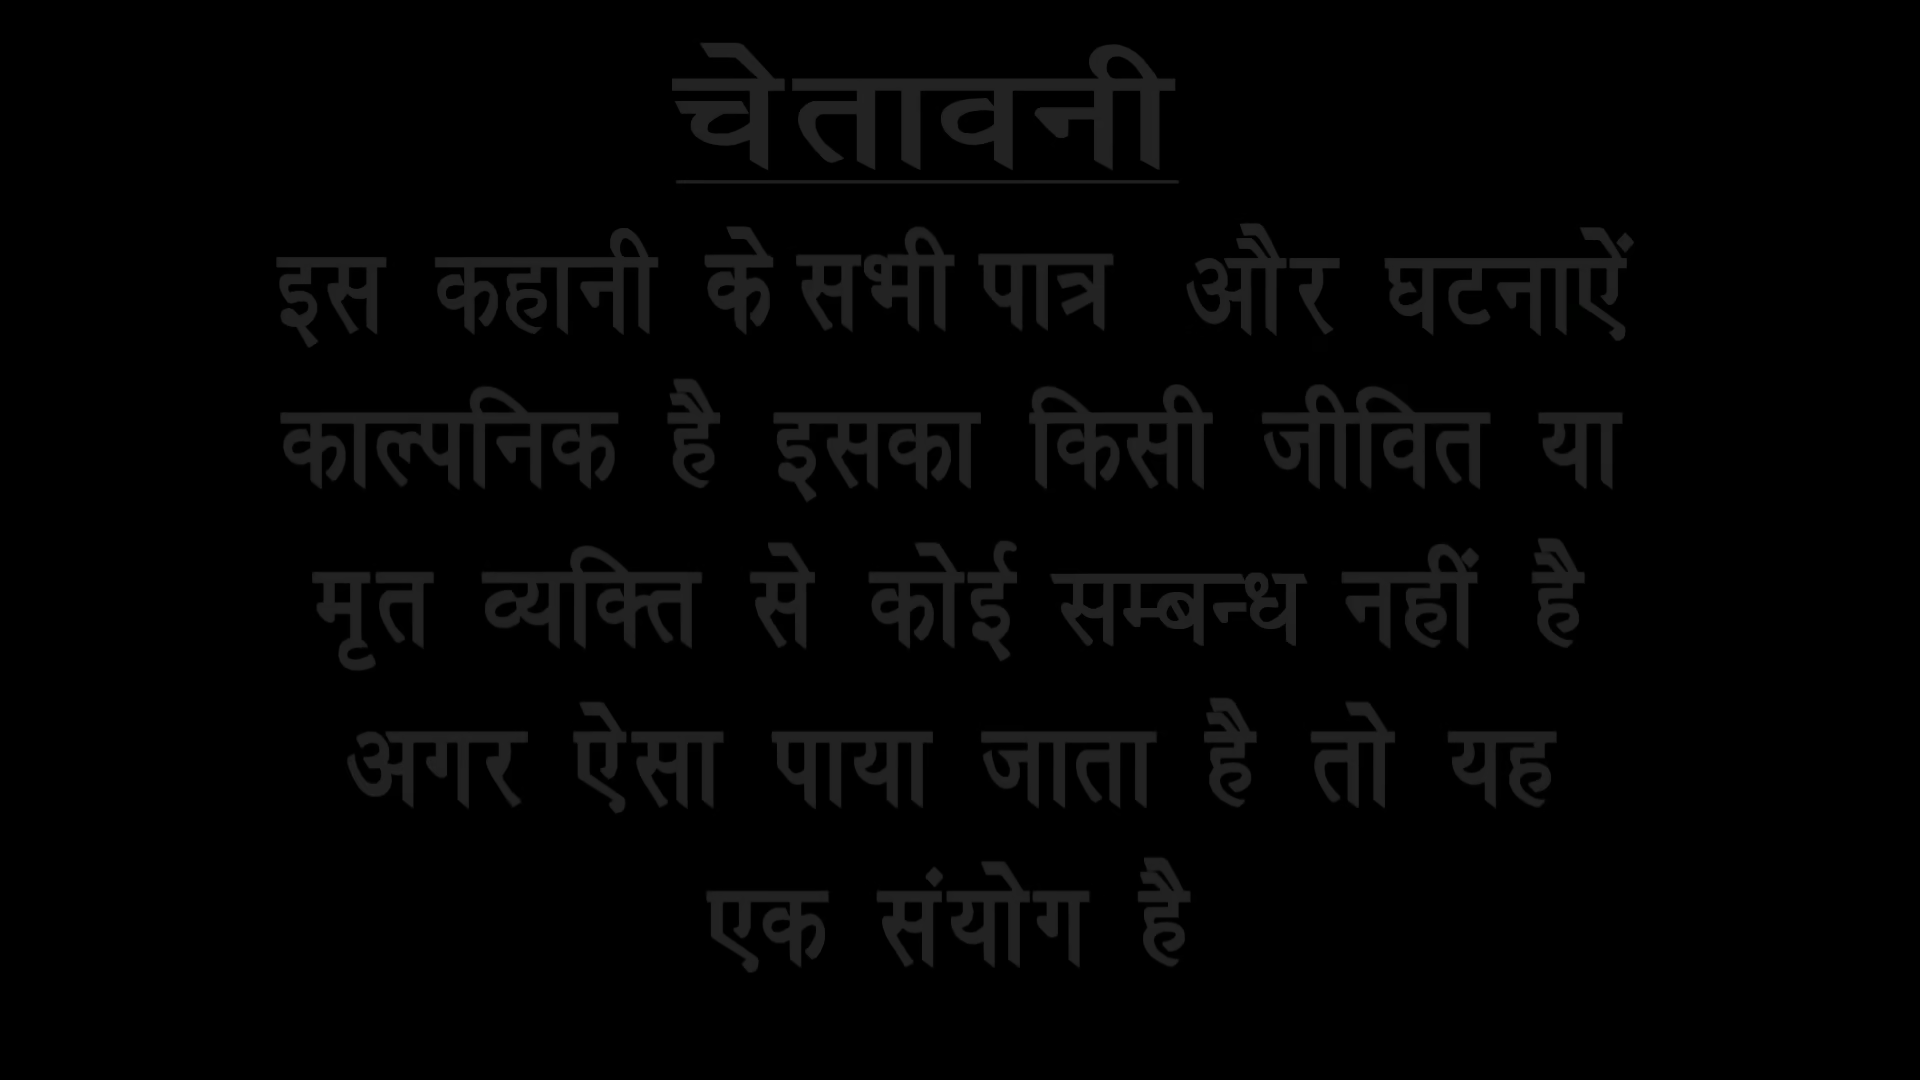 चेतावनी
इस कहानी के सभी पात्र और घटनाऐं
काल्पनिक है इसका किसी जीवित या
मृत व्यक्ति से कोई सम्बन्ध नहीं है
अगर ऐसा पाया जाता है तो यह
एक संयोग है